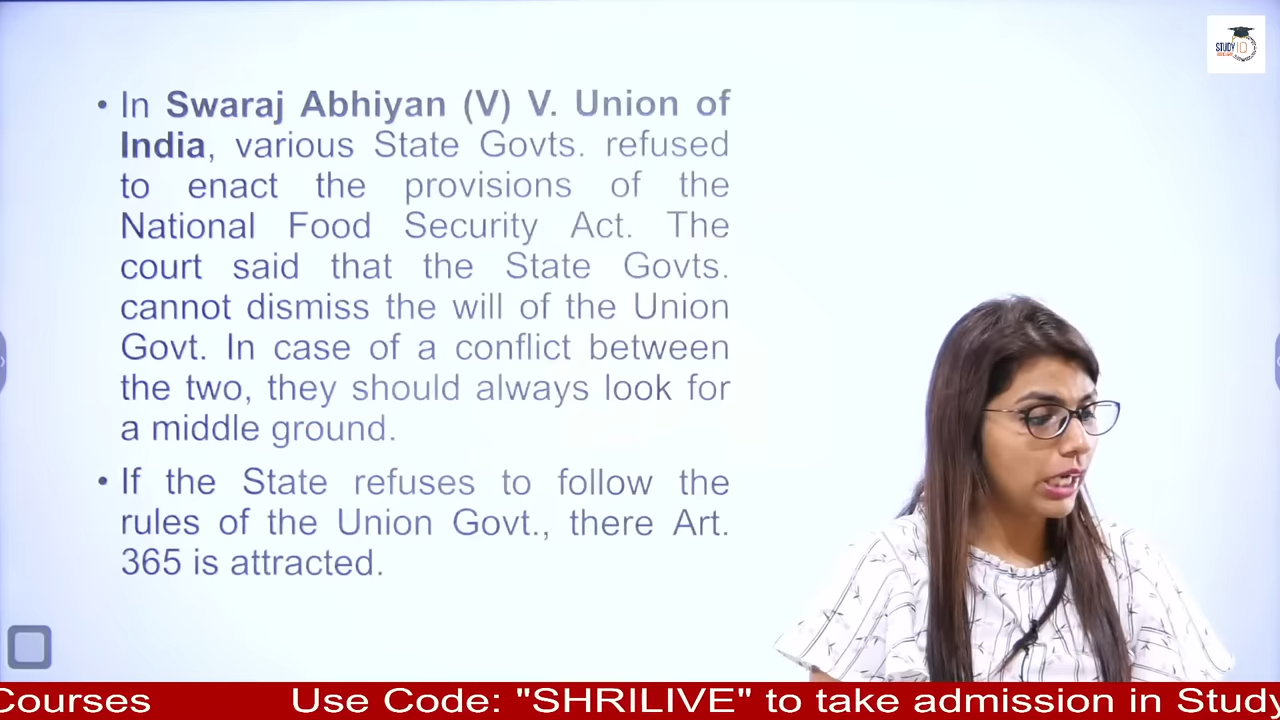 STUDY IQ
• In Swaraj Abhiyan (V) V. Union of
India, various State Govts. refused
to enact the provisions of the
National Food Security Act. The
court said that the State Govts.
cannot dismiss the will of the Union
Govt. In case of a conflict between
the two, they should always look for
a middle ground.
• If the State refuses to follow the
rules of the Union Govt., there Art.
365 is attracted.
Courses Use Code: "SHRILIVE" to take admission in Study